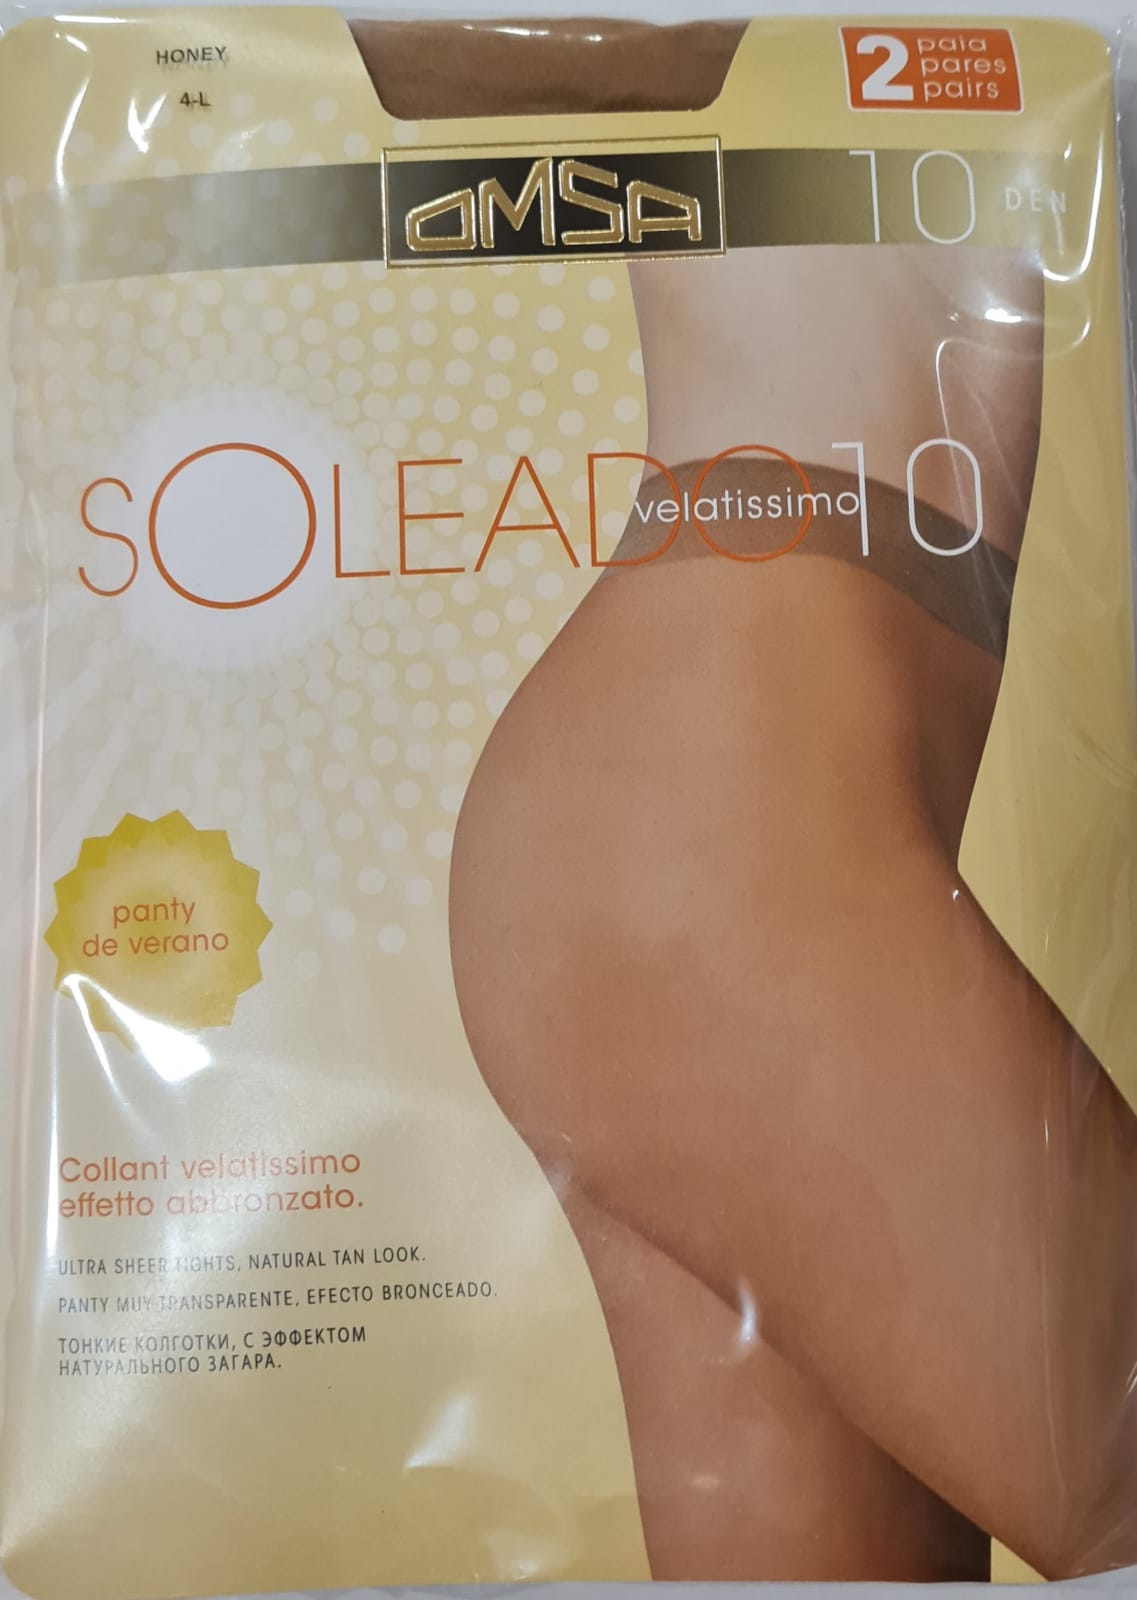 HONEY
4-L
2 paia
pares
pairs
OMSA
10 DEN
SOLEADO 10
velatissimo
panty
de verano
Collant velatissimo
effetto abbronzato.
ULTRA SHEER TIGHTS, NATURAL TAN LOOK.
PANTY MUY TRANSPARENTE, EFECTO BRONCEADO.
ТОНКИЕ КОЛГОТКИ, С ЭФФЕКТОМ
НАТУРАЛЬНОГО ЗАГАРА.